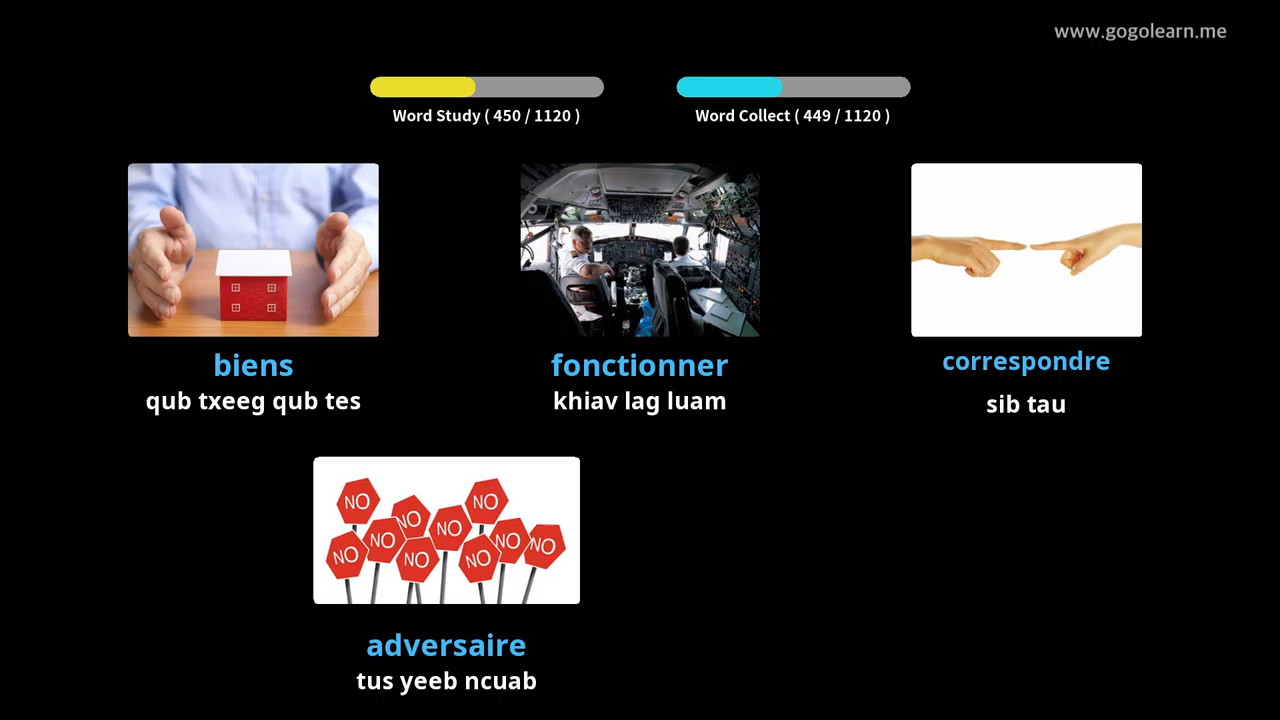 www.gogolearn.me
Word Study ( 450 / 1120 )
Word Collect ( 449 / 1120 )
biens
qub txeeg qub tes
fonctionner
khiav lag luam
correspondre
sib tau
NO
NO
NO
NO
NO
NO
NO
NO
NO
NO
adversaire
tus yeeb ncuab